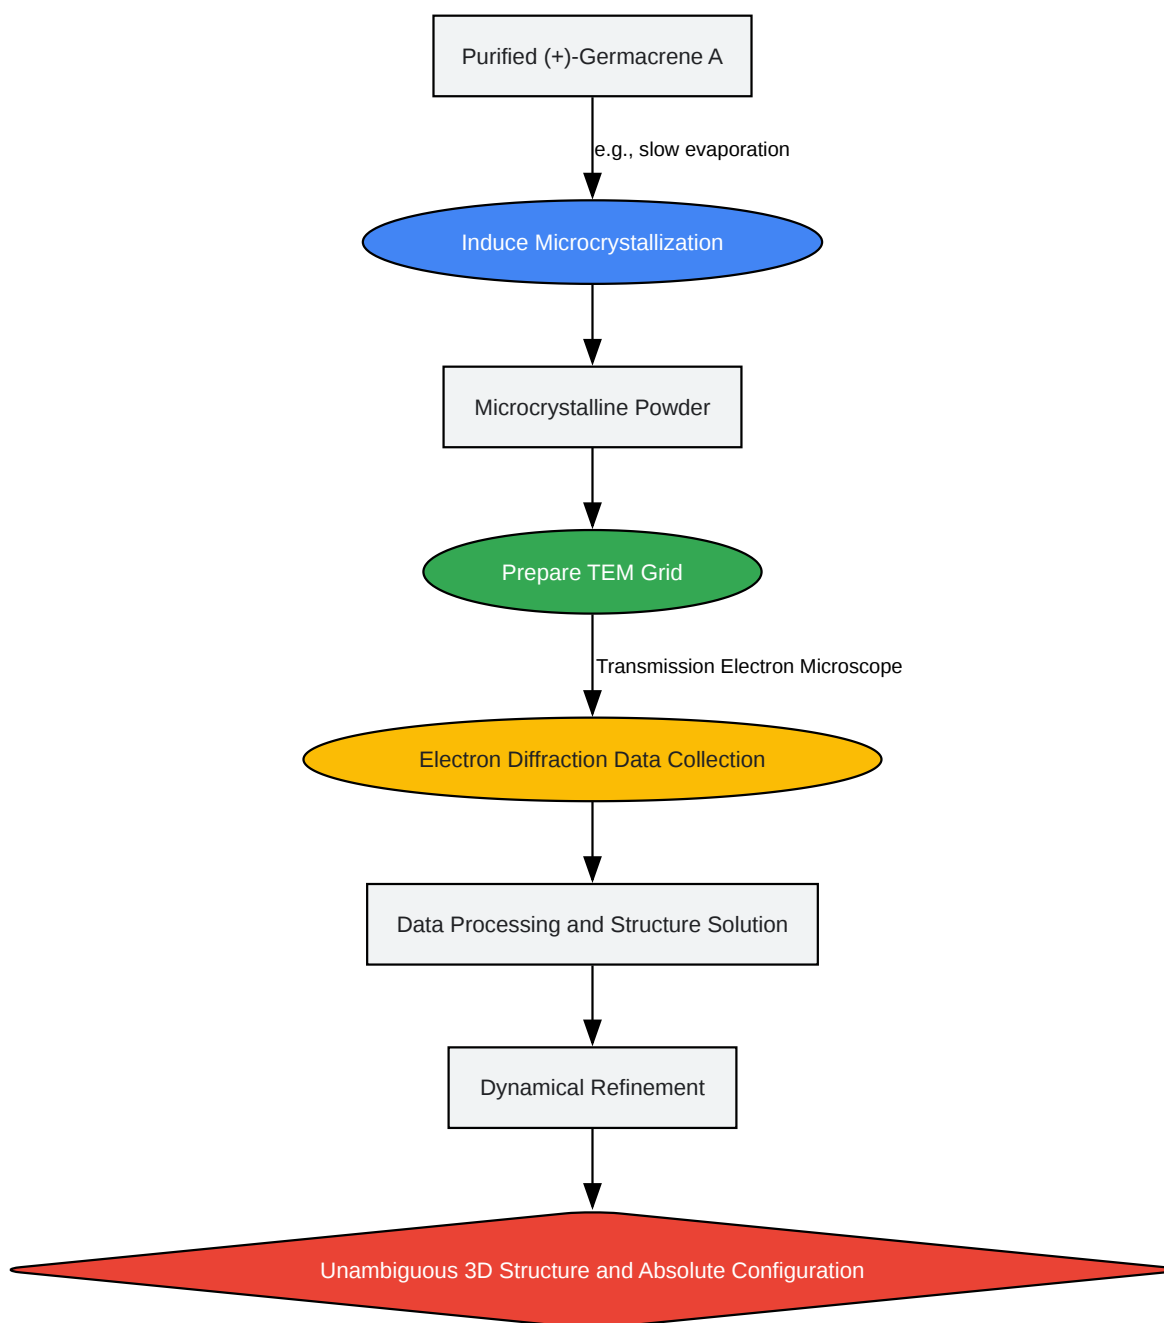 Purified (+)-Germacrene A
e.g., slow evaporation
Induce Microcrystallization
Microcrystalline Powder
Prepare TEM Grid
Transmission Electron Microscope
Electron Diffraction Data Collection
Data Processing and Structure Solution
Dynamical Refinement
Unambiguous 3D Structure and Absolute Configuration